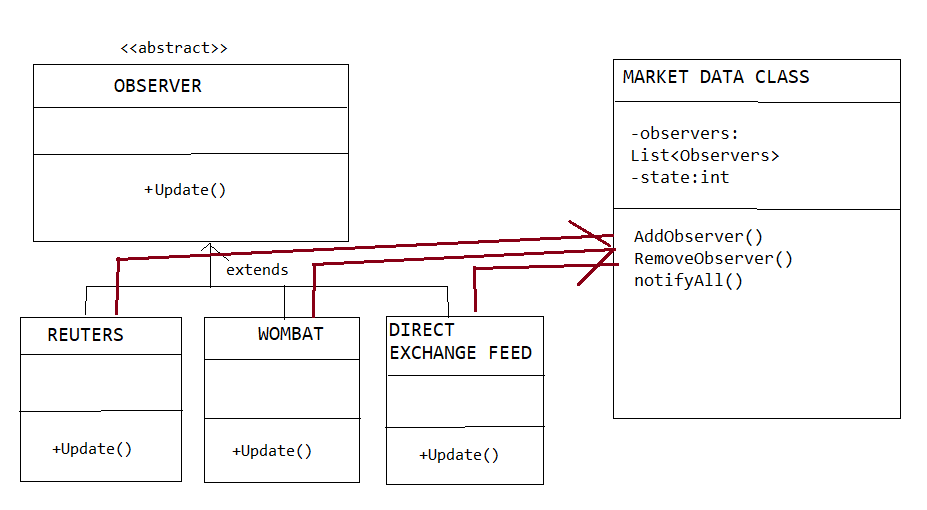 <<abstract>>
OBSERVER
+Update()
MARKET DATA CLASS
-observers:
List<Observers>
-state:int
AddObserver()
RemoveObserver()
notifyAll()
extends
REUTERS
+Update()
WOMBAT
+Update()
DIRECT
EXCHANGE FEED
+Update()